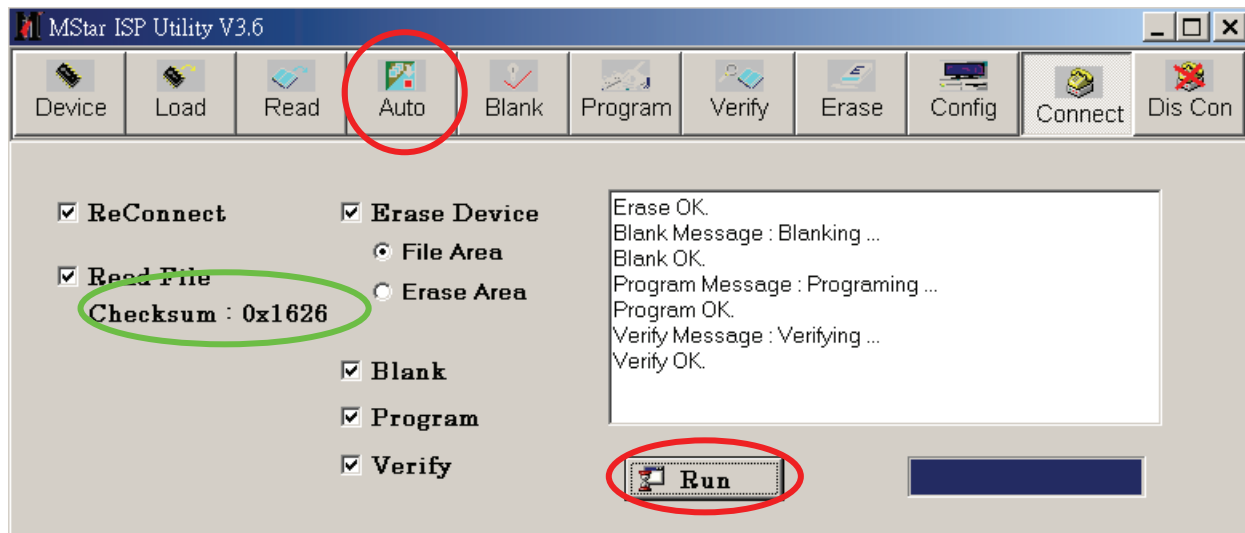 MStar ISP Utility V3.6
Device Load Read Auto Blank Program Verify Erase Config Connect Dis Con
ReConnect
Read File
Checksum : 0x1626
Erase Device
File Area
Erase Area
Blank
Program
Verify
Erase OK.
Blank Message : Blanking ...
Blank OK.
Program Message : Programing ...
Program OK.
Verify Message : Verifying ...
Verify OK.
Run